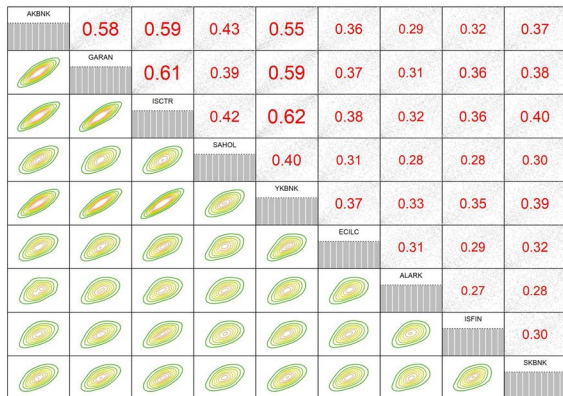 AKBNK 0.58 0.59 0.43 0.55 0.36 0.29 0.32 0.37
GARAN 0.61 0.39 0.59 0.37 0.31 0.36 0.38
ISCTR 0.42 0.62 0.38 0.32 0.36 0.40
SAHOL 0.40 0.31 0.28 0.28 0.30
YKBNK 0.37 0.33 0.35 0.39
ECILC 0.31 0.29 0.32
ALARK 0.27 0.28
ISFIN 0.30
SKBNK